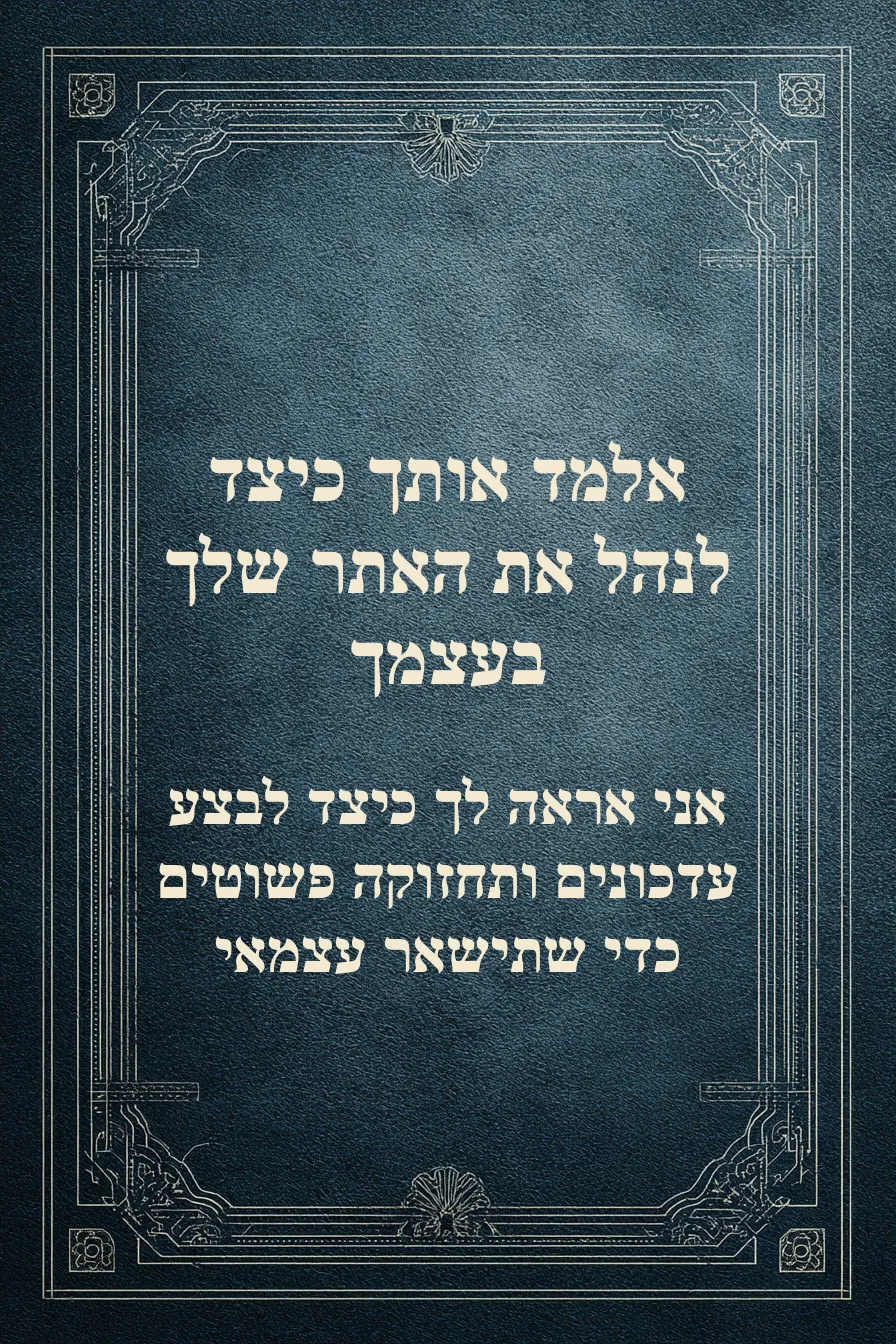 אלמד אותך כיצד
לנהל את האתר שלך
בעצמך
אני אראה לך כיצד לבצע
עדכונים ותחזוקה פשוטים
כדי שתישאר עצמאי